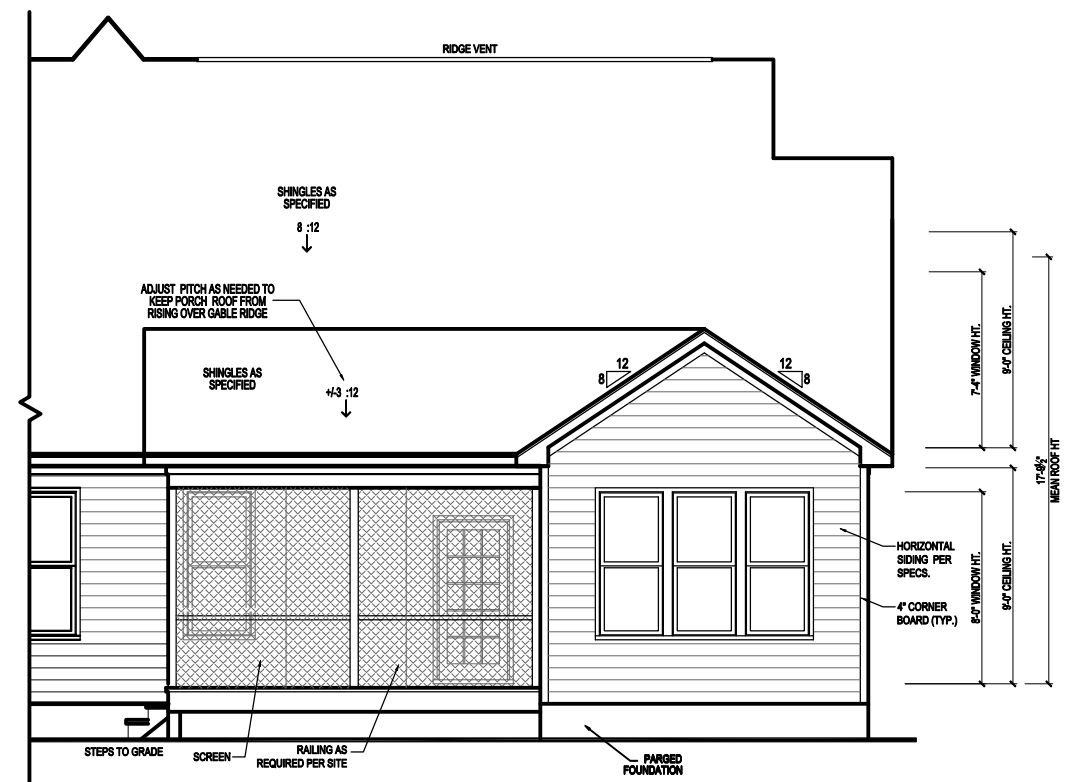 RIDGE VENT
SHINGLES AS
SPECIFIED
8 :12
ADJUST PITCH AS NEEDED TO
KEEP PORCH ROOF FROM
RISING OVER GABLE RIDGE
SHINGLES AS
SPECIFIED
+/-3 :12
12
8
12
8
7'-4" WINDOW HT.
9'-0" CEILING HT.
17'-9½"
MEAN ROOF HT
HORIZONTAL
SIDING PER
SPECS.
4" CORNER
BOARD (TYP.)
8'-0" WINDOW HT.
9'-0" CEILING HT.
STEPS TO GRADE
SCREEN
RAILING AS
REQUIRED PER SITE
PARGED
FOUNDATION